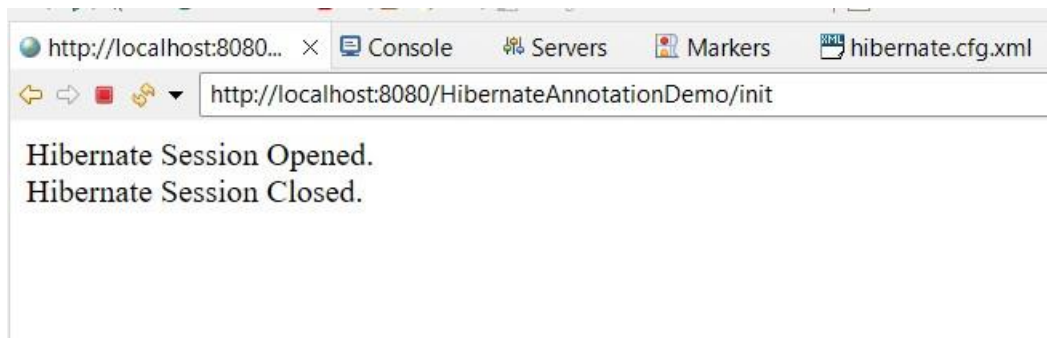 http://localhost:8080... Console Servers Markers hibernate.cfg.xml
http://localhost:8080/HibernateAnnotationDemo/init
Hibernate Session Opened.
Hibernate Session Closed.